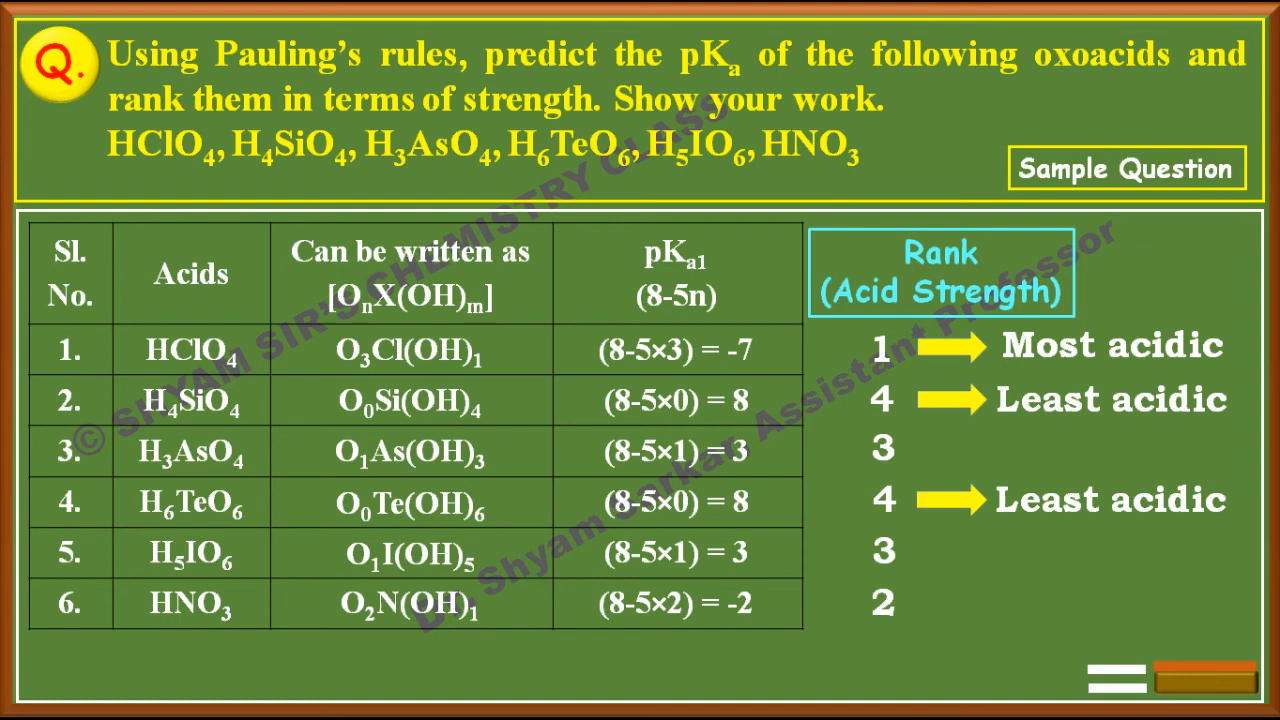 Q.
Using Pauling's rules, predict the pKₐ of the following oxoacids and
rank them in terms of strength. Show your work.
HClO₄, H₄SiO₄, H₃AsO₄, H₆TeO₆, H₅IO₆, HNO₃
Sample Question
Sl. No. Acids Can be written as [OₙX(OH)ₘ] pKₐ₁ (8-5n) Rank (Acid Strength)
1. HClO₄ O₃Cl(OH)₁ (8-5×3) = -7 1 Most acidic
2. H₄SiO₄ O₀Si(OH)₄ (8-5×0) = 8 4 Least acidic
3. H₃AsO₄ O₁As(OH)₃ (8-5×1) = 3 3
4. H₆TeO₆ O₀Te(OH)₆ (8-5×0) = 8 4 Least acidic
5. H₅IO₆ O₁I(OH)₅ (8-5×1) = 3 3
6. HNO₃ O₂N(OH)₁ (8-5×2) = -2 2
© SHYAM SIR'S CHEMISTRY CLASS
Dr. Shyam Sarkar, Assistant Professor